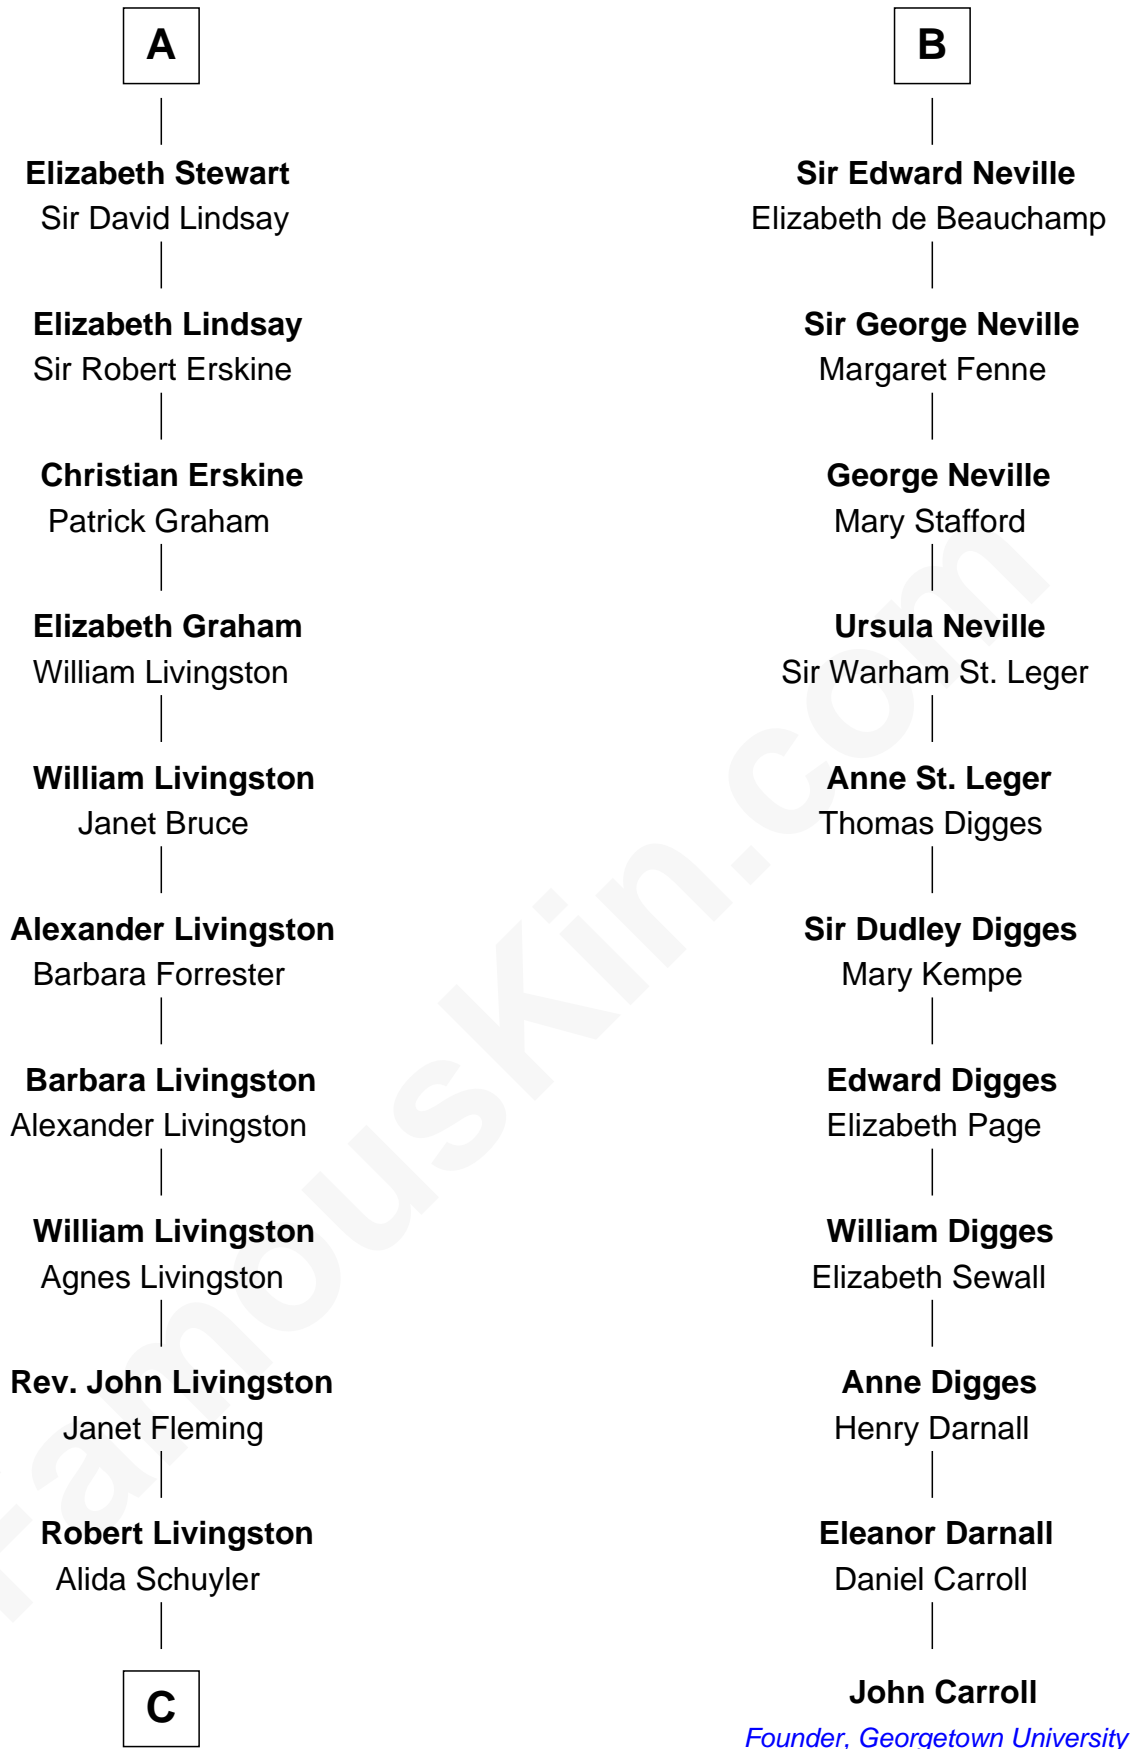 A
Elizabeth Stewart
Sir David Lindsay
Elizabeth Lindsay
Sir Robert Erskine
Christian Erskine
Patrick Graham
Elizabeth Graham
William Livingston
William Livingston
Janet Bruce
Alexander Livingston
Barbara Forrester
Barbara Livingston
Alexander Livingston
William Livingston
Agnes Livingston
Rev. John Livingston
Janet Fleming
Robert Livingston
Alida Schuyler
C
B
Sir Edward Neville
Elizabeth de Beauchamp
Sir George Neville
Margaret Fenne
George Neville
Mary Stafford
Ursula Neville
Sir Warham St. Leger
Anne St. Leger
Thomas Digges
Sir Dudley Digges
Mary Kempe
Edward Digges
Elizabeth Page
William Digges
Elizabeth Sewall
Anne Digges
Henry Darnall
Eleanor Darnall
Daniel Carroll
John Carroll
Founder, Georgetown University
FamousKin.com